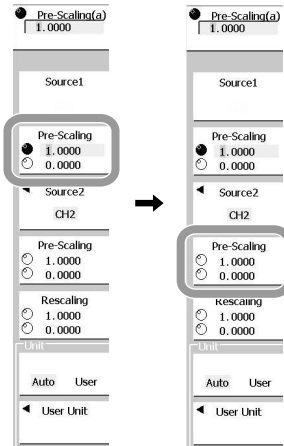 Pre-Scaling(a)
1.0000
Source1
Pre-Scaling
1.0000
0.0000
Source2
CH2
Pre-Scaling
1.0000
0.0000
Rescaling
1.0000
0.0000
Unit
Auto User
User Unit
Pre-Scaling(a)
1.0000
Source1
Pre-Scaling
1.0000
0.0000
Source2
CH2
Pre-Scaling
1.0000
0.0000
Rescaling
1.0000
0.0000
Unit
Auto User
User Unit